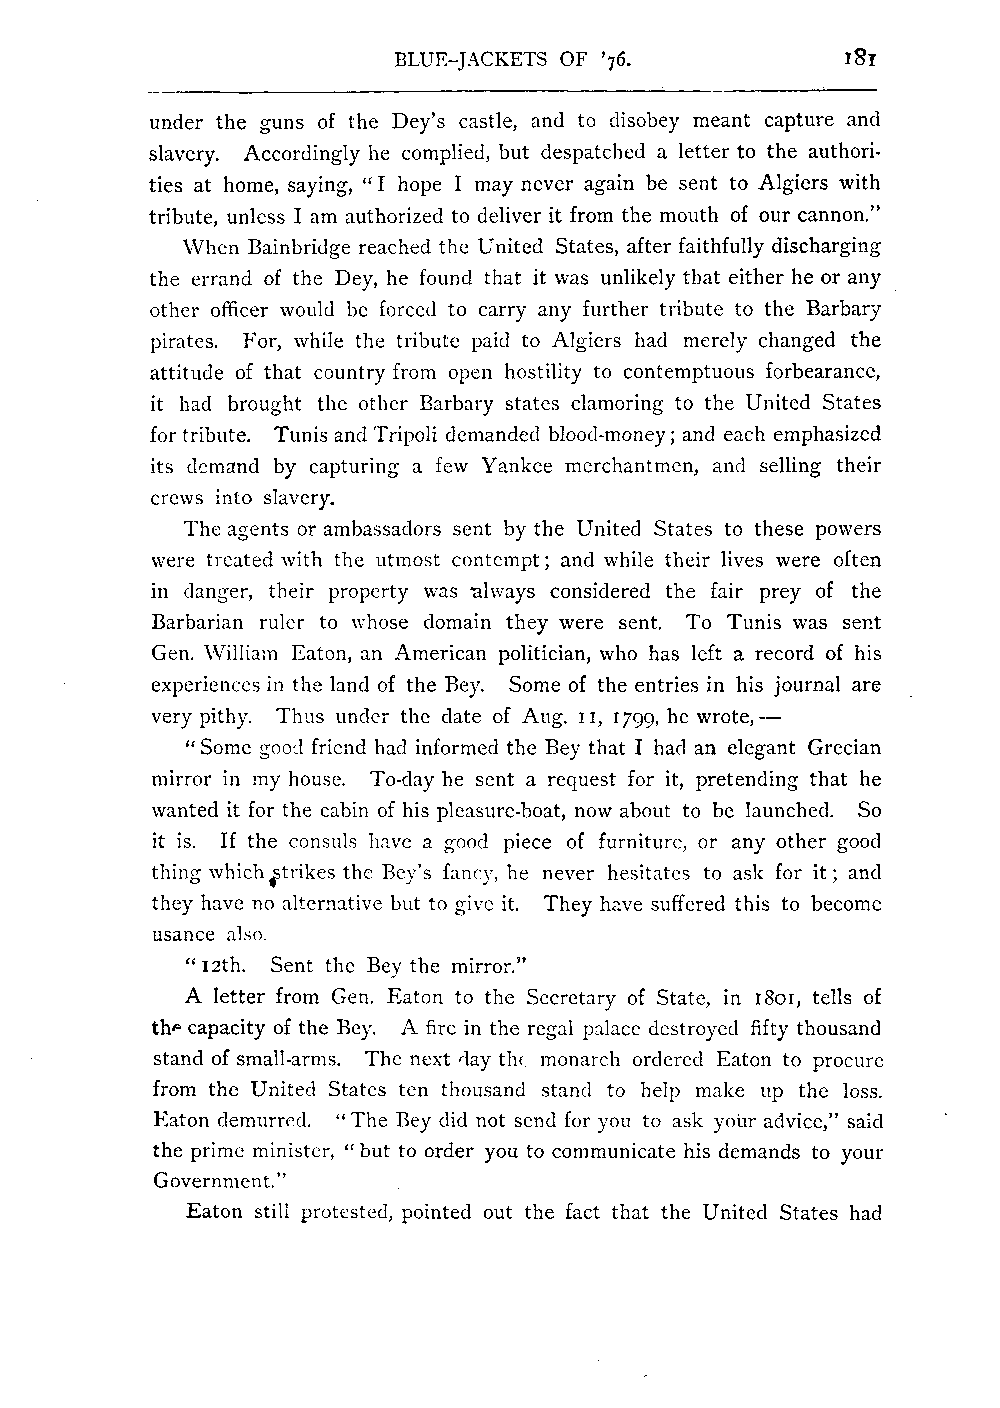 BLUE-JACKETS OF '76. 181
under the guns of the Dey's castle, and to disobey meant capture and
slavery. Accordingly he complied, but despatched a letter to the authori-
ties at home, saying, "I hope I may never again be sent to Algiers with
tribute, unless I am authorized to deliver it from the mouth of our cannon."
When Bainbridge reached the United States, after faithfully discharging
the errand of the Dey, he found that it was unlikely that either he or any
other officer would be forced to carry any further tribute to the Barbary
pirates. For, while the tribute paid to Algiers had merely changed the
attitude of that country from open hostility to contemptuous forbearance,
it had brought the other Barbary states clamoring to the United States
for tribute. Tunis and Tripoli demanded blood-money; and each emphasized
its demand by capturing a few Yankee merchantmen, and selling their
crews into slavery.
The agents or ambassadors sent by the United States to these powers
were treated with the utmost contempt; and while their lives were often
in danger, their property was always considered the fair prey of the
Barbarian ruler to whose domain they were sent. To Tunis was sent
Gen. William Eaton, an American politician, who has left a record of his
experiences in the land of the Bey. Some of the entries in his journal are
very pithy. Thus under the date of Aug. 11, 1799, he wrote,—
"Some good friend had informed the Bey that I had an elegant Grecian
mirror in my house. To-day he sent a request for it, pretending that he
wanted it for the cabin of his pleasure-boat, now about to be launched. So
it is. If the consuls have a good piece of furniture, or any other good
thing which strikes the Bey's fancy, he never hesitates to ask for it; and
they have no alternative but to give it. They have suffered this to become
usance also.
"12th. Sent the Bey the mirror."
A letter from Gen. Eaton to the Secretary of State, in 1801, tells of
the capacity of the Bey. A fire in the regal palace destroyed fifty thousand
stand of small-arms. The next day the monarch ordered Eaton to procure
from the United States ten thousand stand to help make up the loss.
Eaton demurred. "The Bey did not send for you to ask your advice," said
the prime minister, "but to order you to communicate his demands to your
Government."
Eaton still protested, pointed out the fact that the United States had